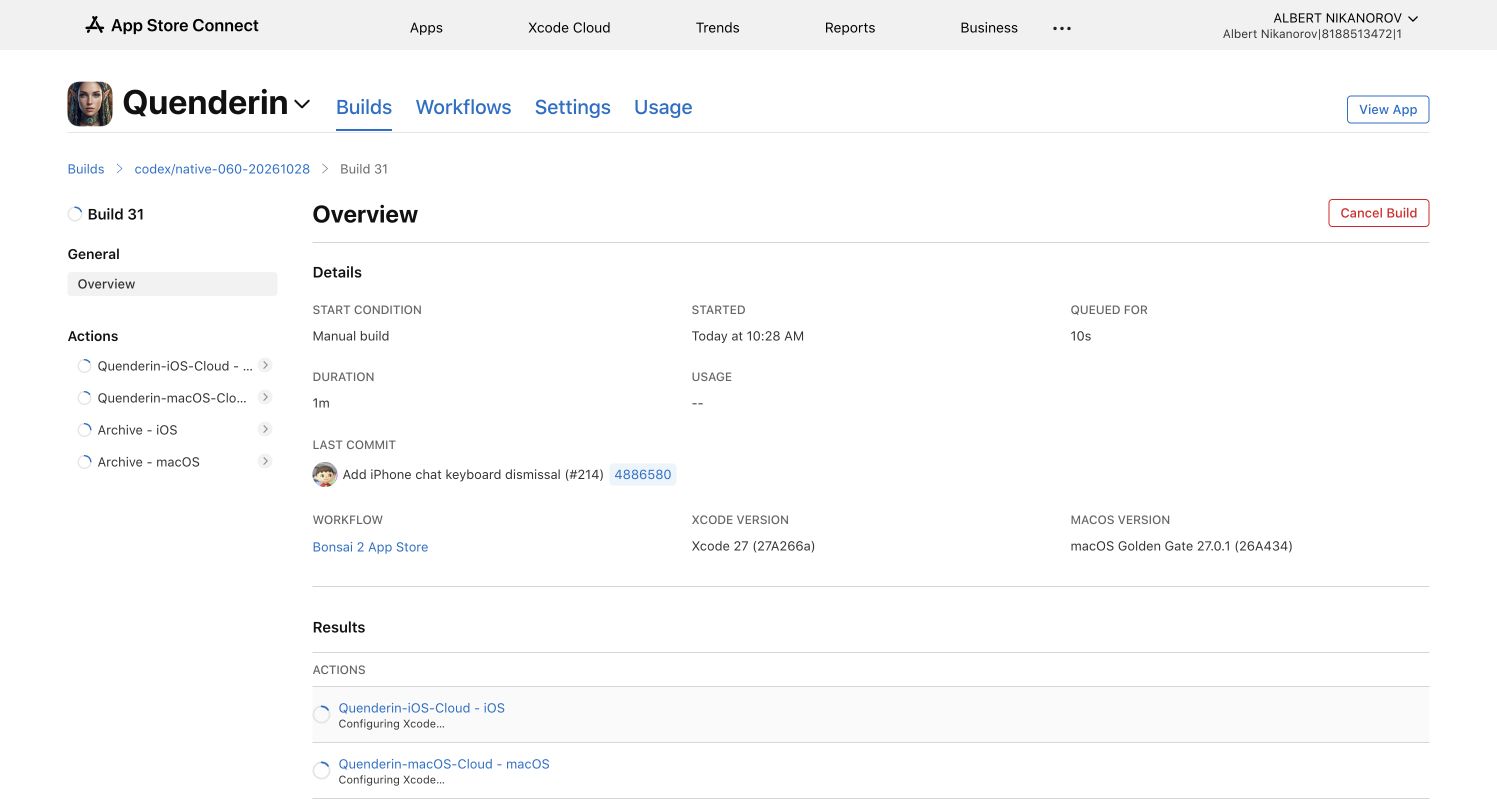 App Store Connect
Apps
Xcode Cloud
Trends
Reports
Business
ALBERT NIKANOROV
Albert Nikanorov|8188513472|1
Quenderin
Builds
Workflows
Settings
Usage
View App
Builds
codex/native-060-20261028
Build 31
Build 31
General
Overview
Actions
Quenderin-iOS-Cloud - ...
Quenderin-macOS-Clo...
Archive - iOS
Archive - macOS
Overview
Cancel Build
Details
START CONDITION
Manual build
STARTED
Today at 10:28 AM
QUEUED FOR
10s
DURATION
1m
USAGE
--
LAST COMMIT
Add iPhone chat keyboard dismissal (#214) 4886580
WORKFLOW
Bonsai 2 App Store
XCODE VERSION
Xcode 27 (27A266a)
MACOS VERSION
macOS Golden Gate 27.0.1 (26A434)
Results
ACTIONS
Quenderin-iOS-Cloud - iOS
Configuring Xcode...
Quenderin-macOS-Cloud - macOS
Configuring Xcode...